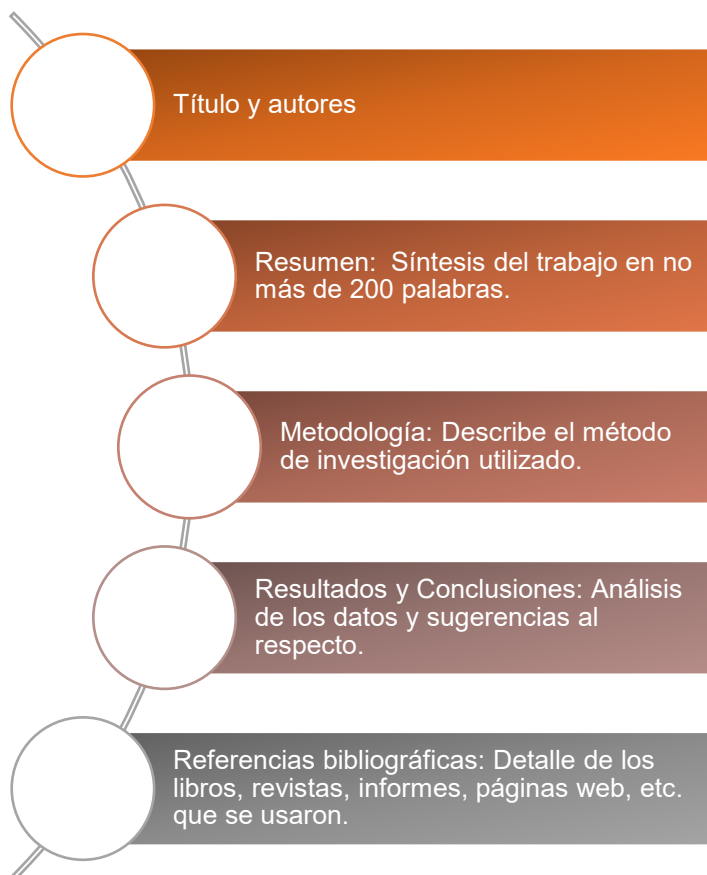 Título y autores
Resumen:  Síntesis del trabajo en no
más de 200 palabras.
Metodología: Describe el método
de investigación utilizado.
Resultados y Conclusiones: Análisis
de los datos y sugerencias al
respecto.
Referencias bibliográficas: Detalle de los
libros, revistas, informes, páginas web, etc.
que se usaron.